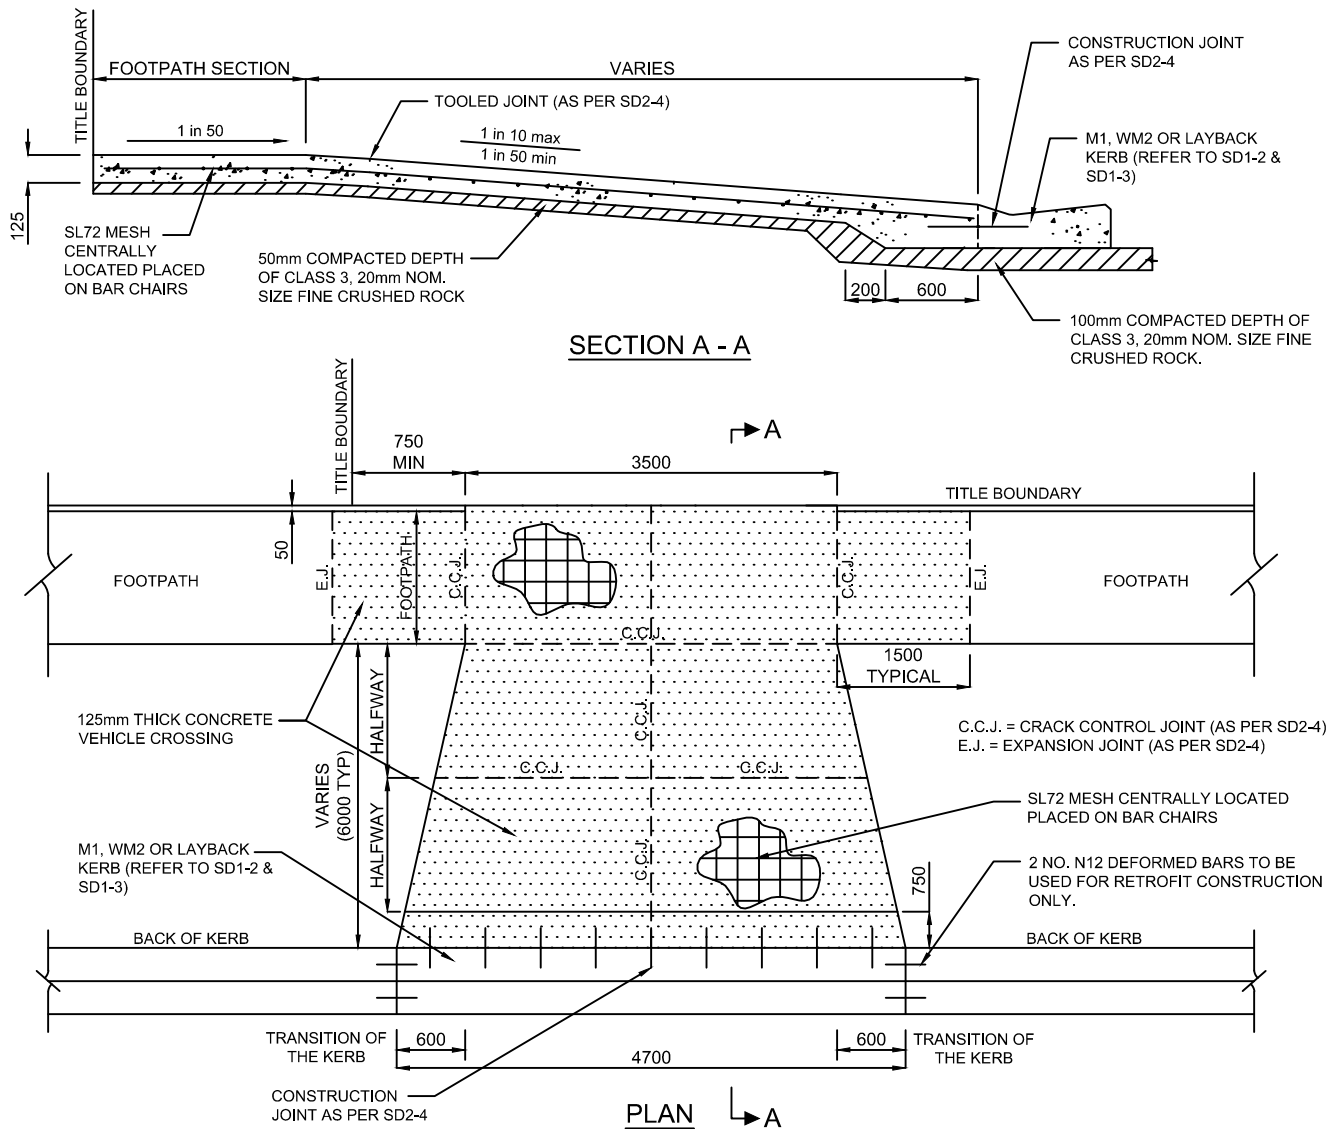 TITLE BOUNDARY
FOOTPATH SECTION
VARIES
CONSTRUCTION JOINT
AS PER SD2-4
TOOLED JOINT (AS PER SD2-4)
1 in 50
1 in 10 max
1 in 50 min
M1, WM2 OR LAYBACK
KERB (REFER TO SD1-2 &
SD1-3)
125
SL72 MESH
CENTRALLY
LOCATED PLACED
ON BAR CHAIRS
50mm COMPACTED DEPTH
OF CLASS 3, 20mm NOM.
SIZE FINE CRUSHED ROCK
200
600
100mm COMPACTED DEPTH OF
CLASS 3, 20mm NOM. SIZE FINE
CRUSHED ROCK.
SECTION A - A
TITLE BOUNDARY
750
MIN
3500
A
TITLE BOUNDARY
50
FOOTPATH
E.J.
C.C.J.
FOOTPATH
C.C.J.
E.J.
FOOTPATH
C.C.J.
1500
TYPICAL
125mm THICK CONCRETE
VEHICLE CROSSING
HALFWAY
C.C.J.
C.C.J. = CRACK CONTROL JOINT (AS PER SD2-4)
E.J. = EXPANSION JOINT (AS PER SD2-4)
C.C.J.
C.C.J.
VARIES
(6000 TYP)
HALFWAY
C.C.J.
SL72 MESH CENTRALLY LOCATED
PLACED ON BAR CHAIRS
M1, WM2 OR LAYBACK
KERB (REFER TO SD1-2 &
SD1-3)
750
2 NO. N12 DEFORMED BARS TO BE
USED FOR RETROFIT CONSTRUCTION
ONLY.
BACK OF KERB
BACK OF KERB
TRANSITION OF
THE KERB
600
4700
600
TRANSITION OF
THE KERB
CONSTRUCTION
JOINT AS PER SD2-4
PLAN
A